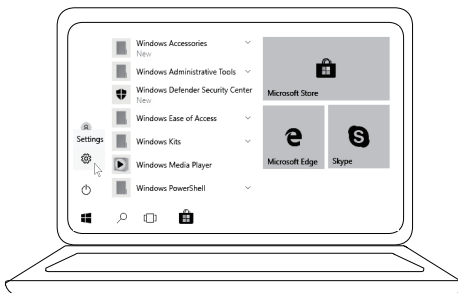 Windows Accessories
New
Windows Administrative Tools
Windows Defender Security Center
New
Windows Ease of Access
Windows Kits
Windows Media Player
Windows PowerShell
Settings
Microsoft Store
Microsoft Edge
Skype